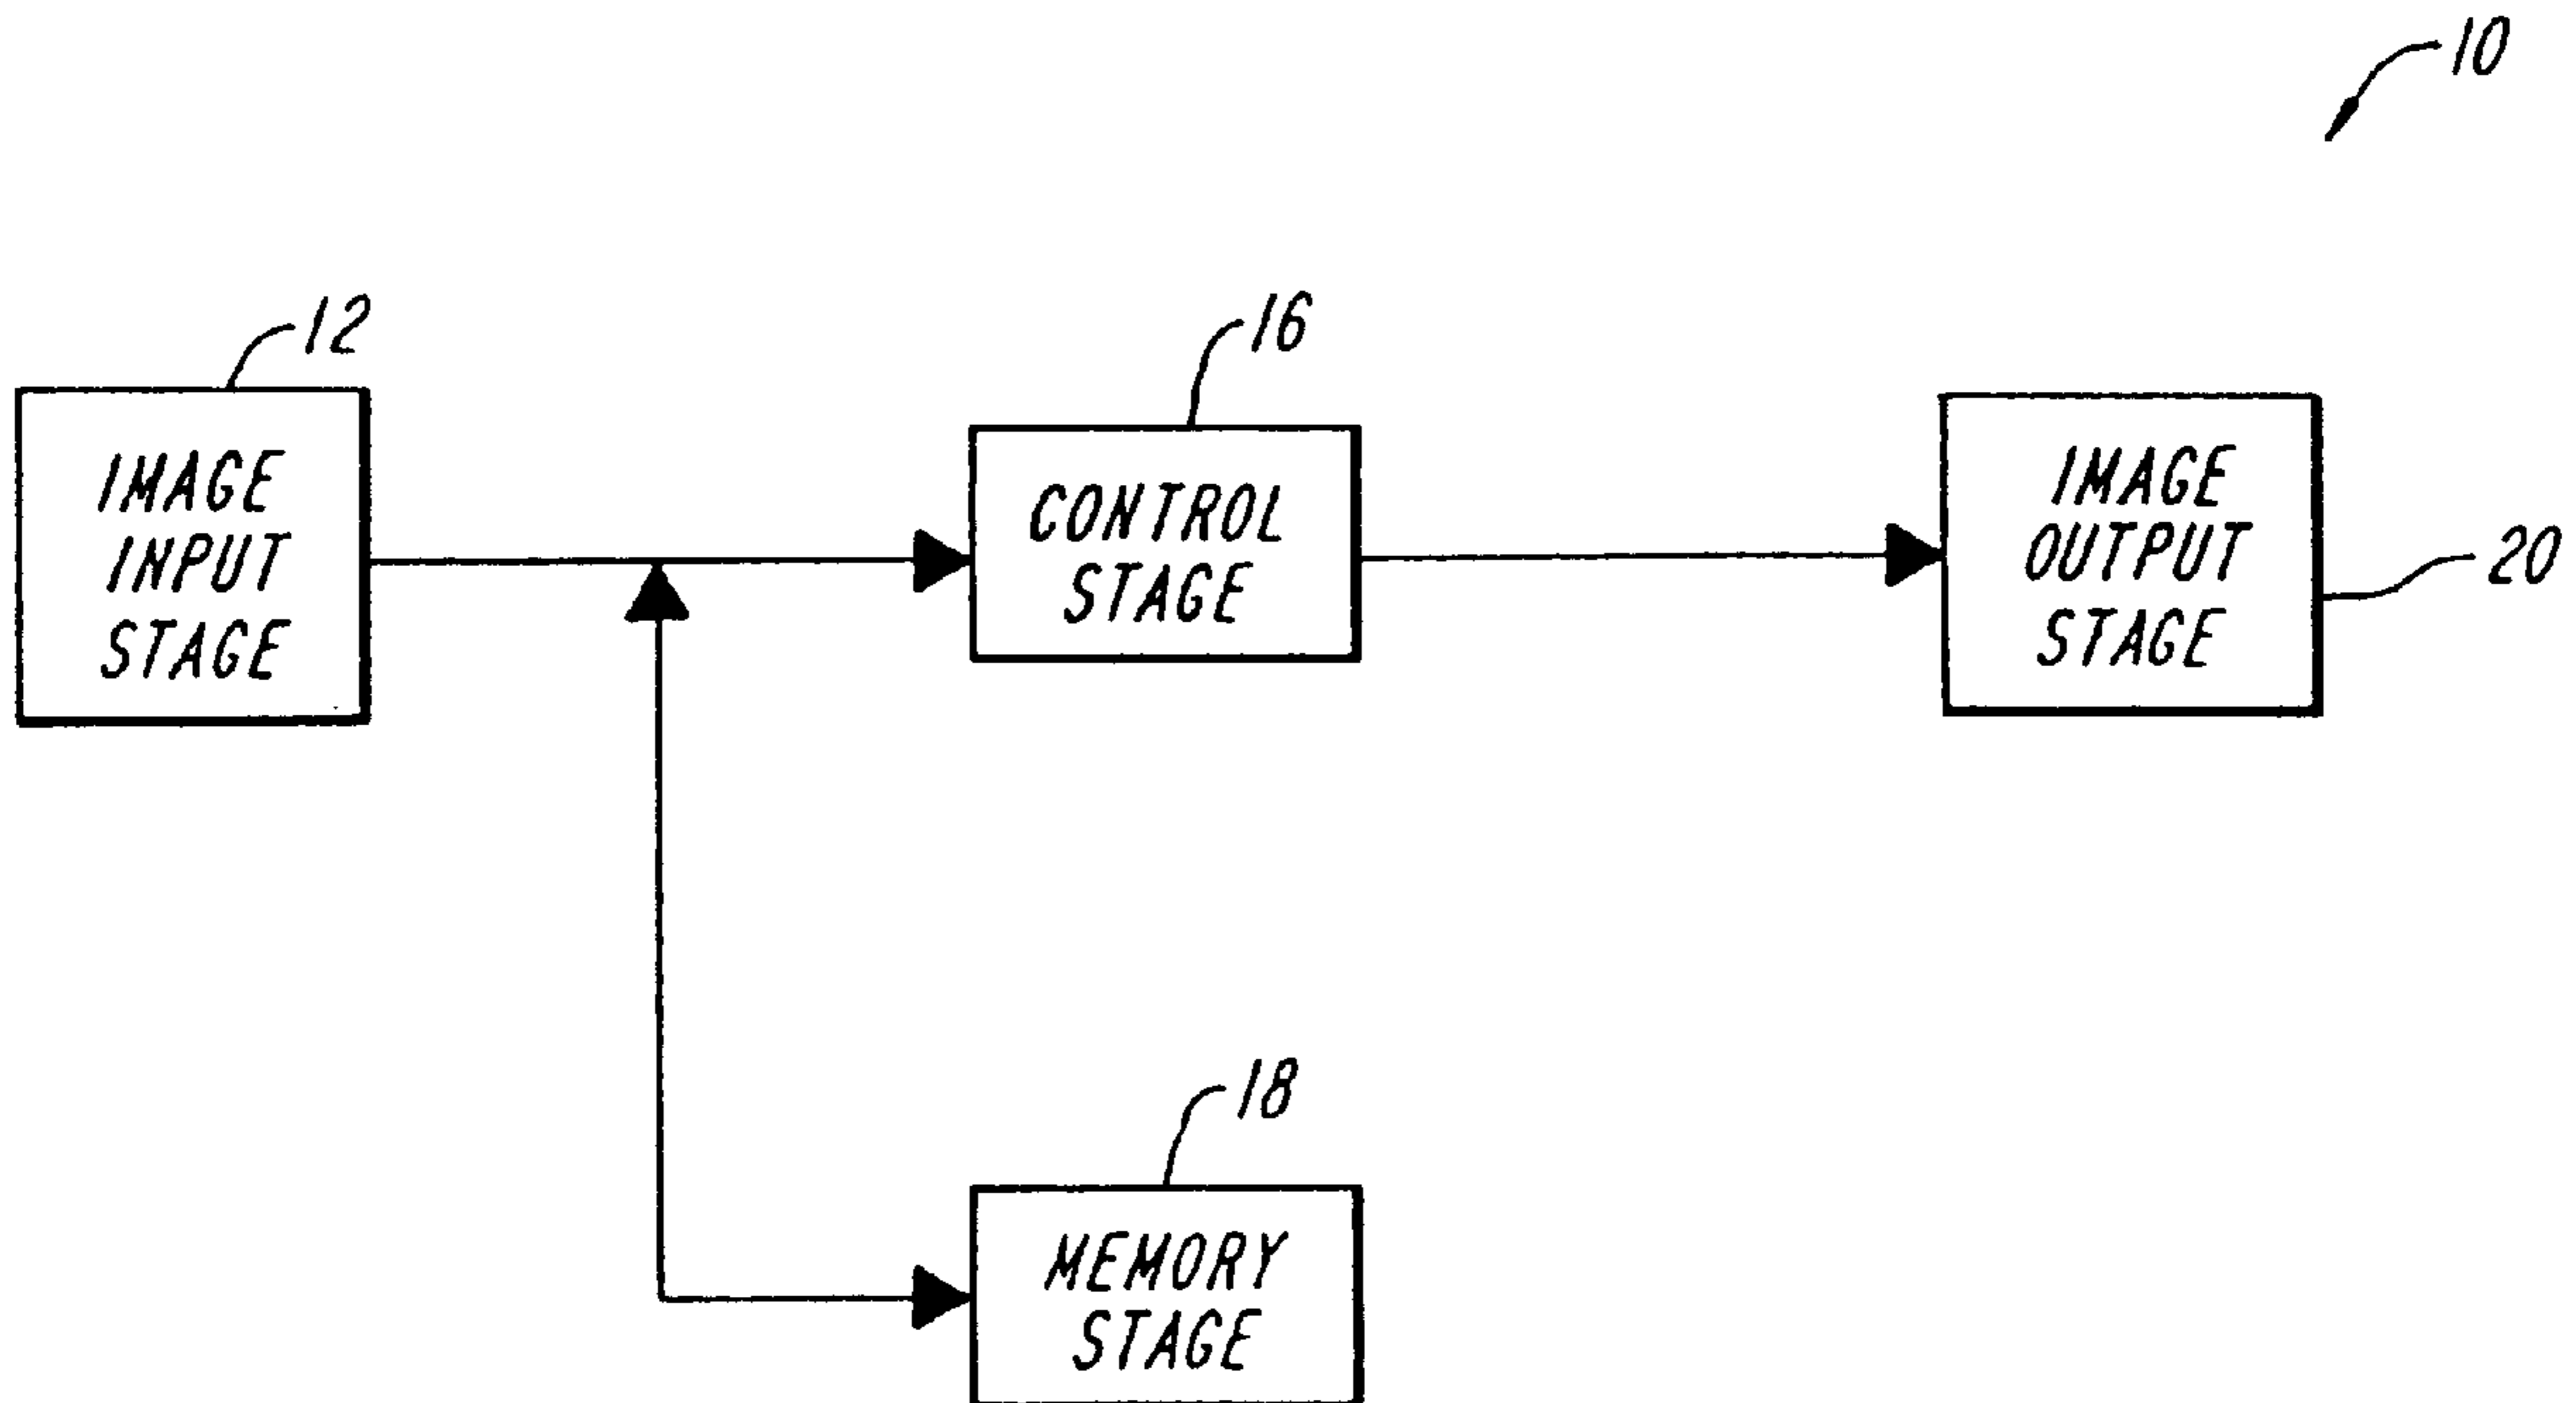 10
12
IMAGE
INPUT
STAGE
16
CONTROL
STAGE
IMAGE
OUTPUT
STAGE
20
18
MEMORY
STAGE